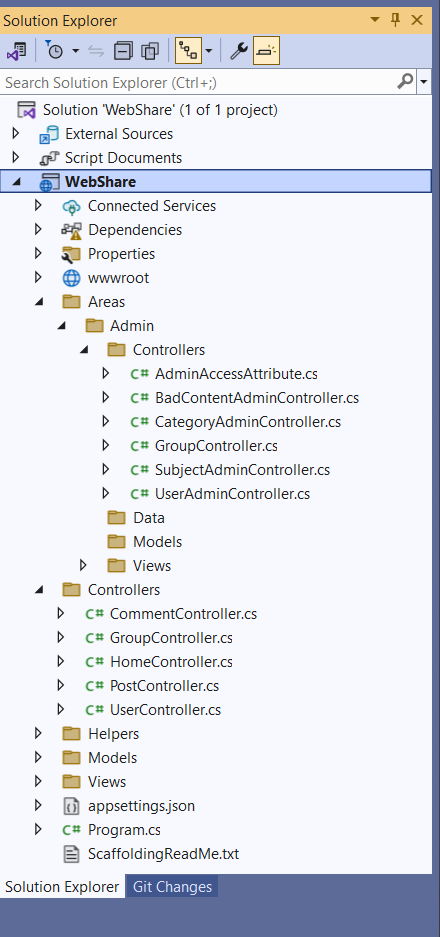 Solution Explorer
Search Solution Explorer (Ctrl+;)
Solution 'WebShare' (1 of 1 project)
External Sources
Script Documents
WebShare
Connected Services
Dependencies
Properties
wwwroot
Areas
Admin
Controllers
C# AdminAccessAttribute.cs
C# BadContentAdminController.cs
C# CategoryAdminController.cs
C# GroupController.cs
C# SubjectAdminController.cs
C# UserAdminController.cs
Data
Models
Views
Controllers
C# CommentController.cs
C# GroupController.cs
C# HomeController.cs
C# PostController.cs
C# UserController.cs
Helpers
Models
Views
appsettings.json
C# Program.cs
ScaffoldingReadMe.txt
Solution Explorer Git Changes